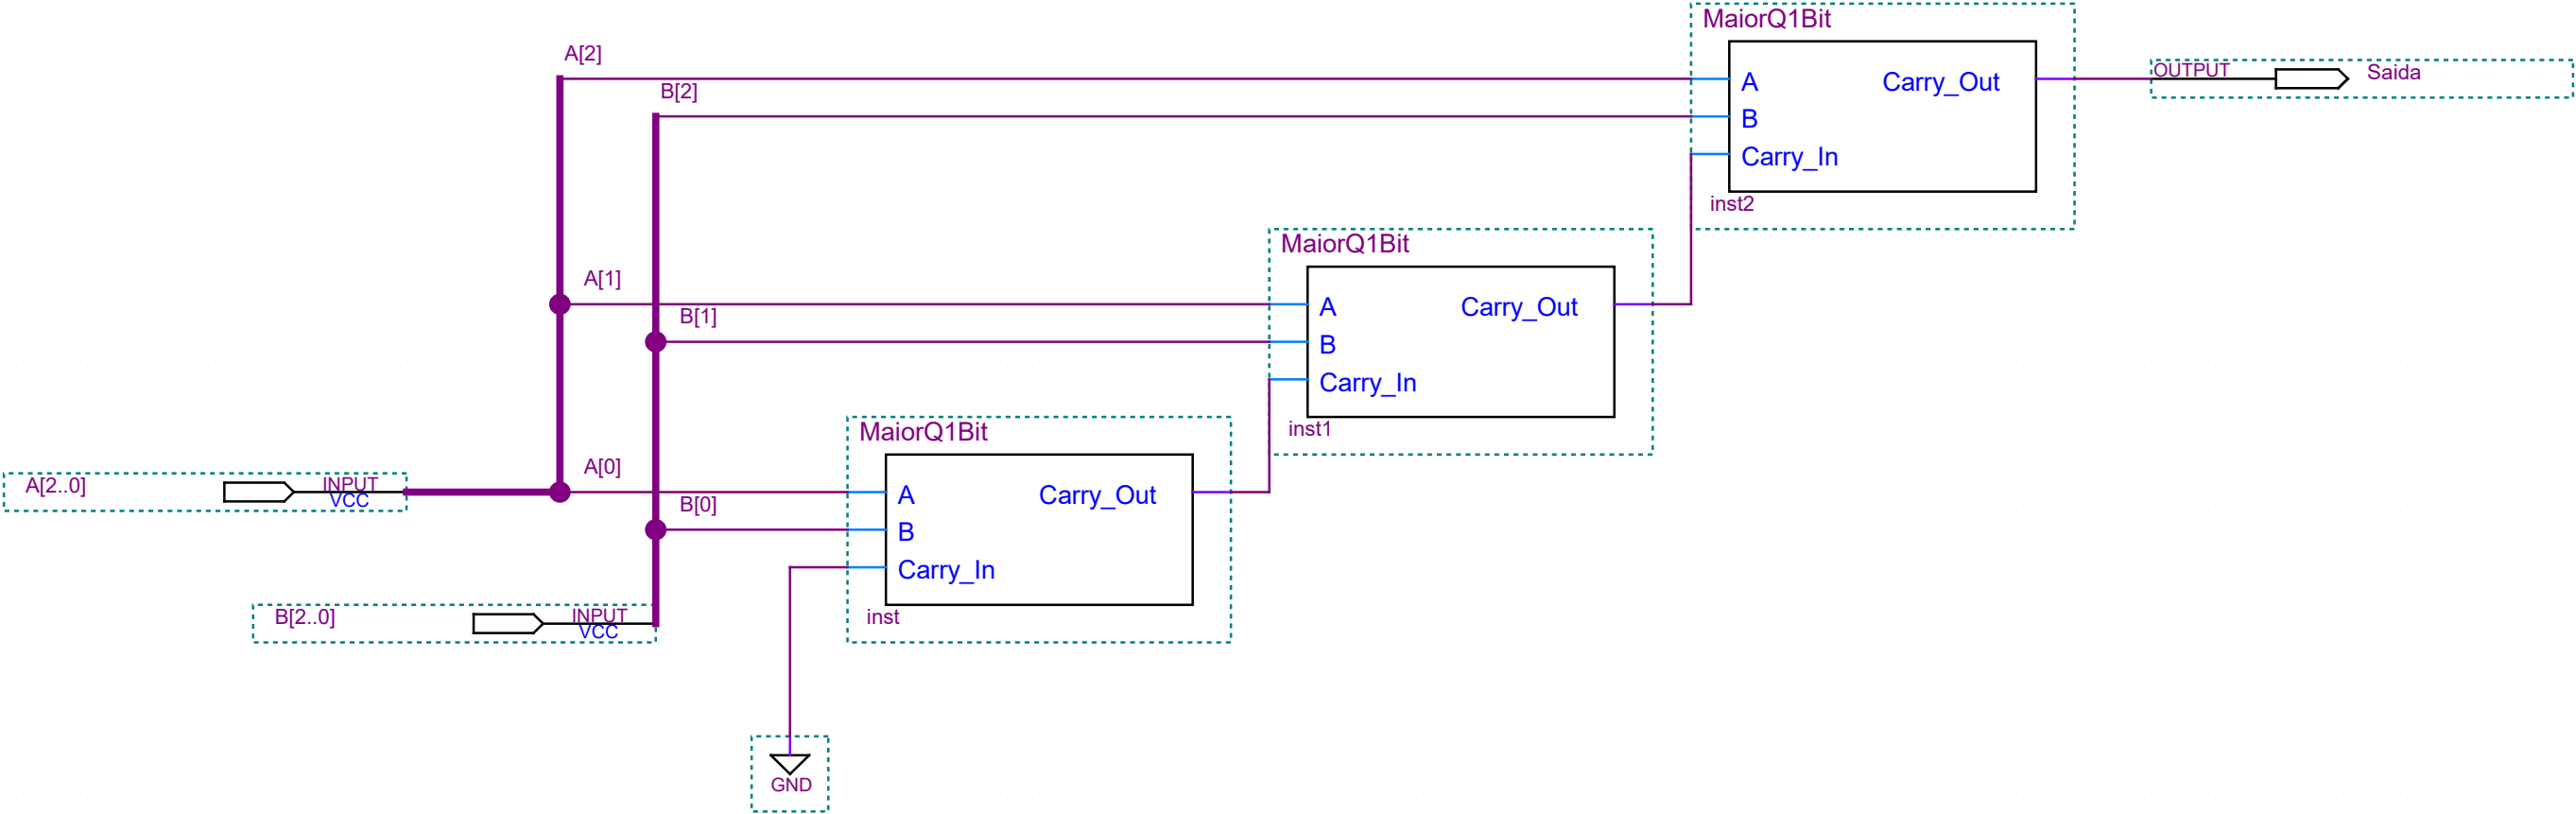 MaiorQ1Bit
A[2]
OUTPUT
Saida
A
Carry_Out
B[2]
B
Carry_In
inst2
MaiorQ1Bit
A[1]
A
Carry_Out
B[1]
B
Carry_In
inst1
MaiorQ1Bit
A[0]
A[2..0]
INPUT
VCC
A
Carry_Out
B[0]
B
Carry_In
B[2..0]
INPUT
VCC
inst
GND